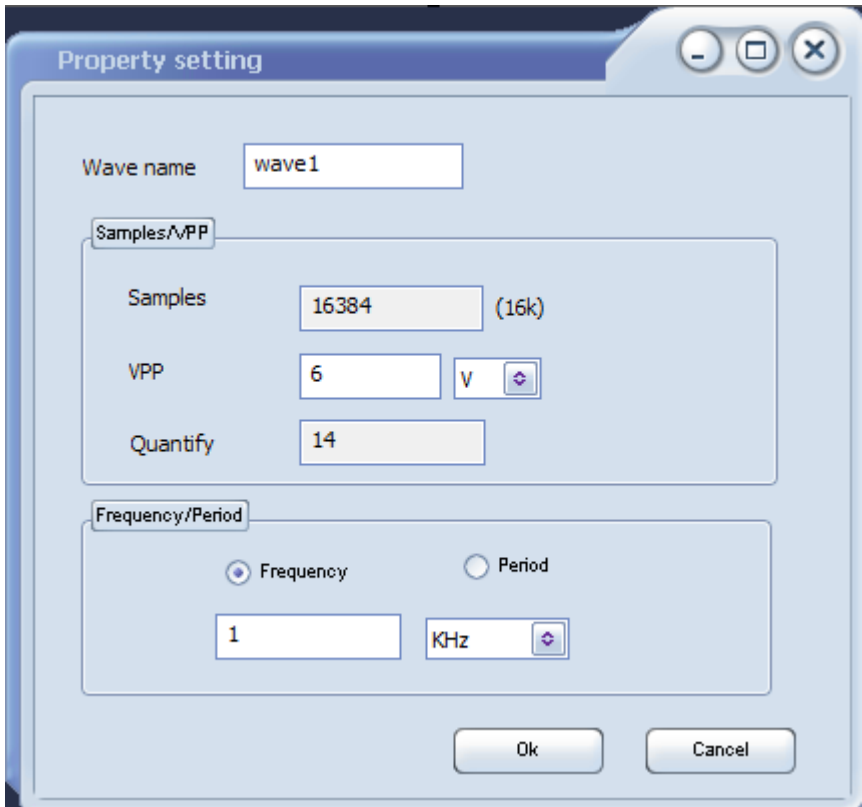 Property setting
Wave name wave1
Samples/VPP
Samples 16384 (16k)
VPP 6 V
Quantify 14
Frequency/Period
Frequency Period
1 KHz
Ok Cancel